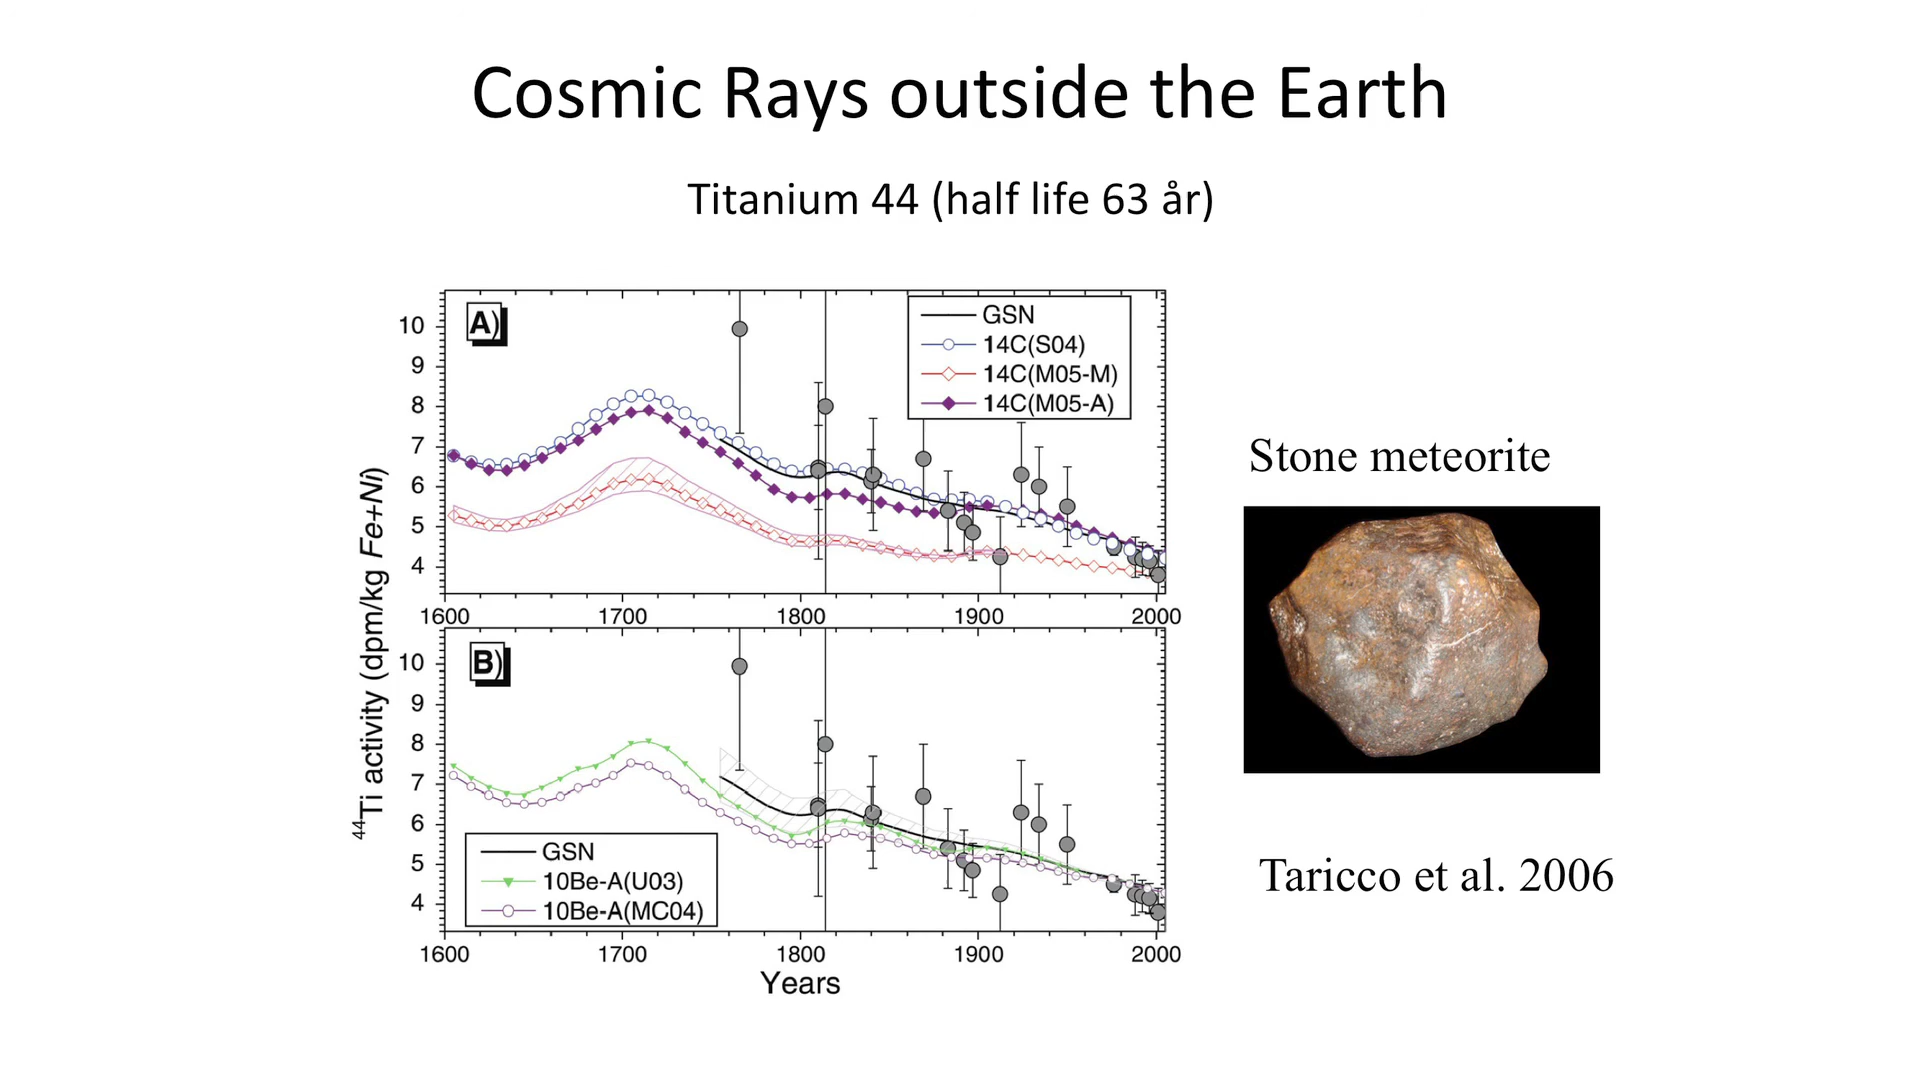 Cosmic Rays outside the Earth
Titanium 44 (half life 63 år)
A)
GSN
14C(S04)
14C(M05-M)
14C(M05-A)
10
9
8
7
6
5
4
1600 1700 1800 1900 2000
44Ti activity (dpm/kg Fe+Ni)
B)
10
9
8
7
6
5
4
GSN
10Be-A(U03)
10Be-A(MC04)
1600 1700 1800 1900 2000
Years
Stone meteorite
Taricco et al. 2006